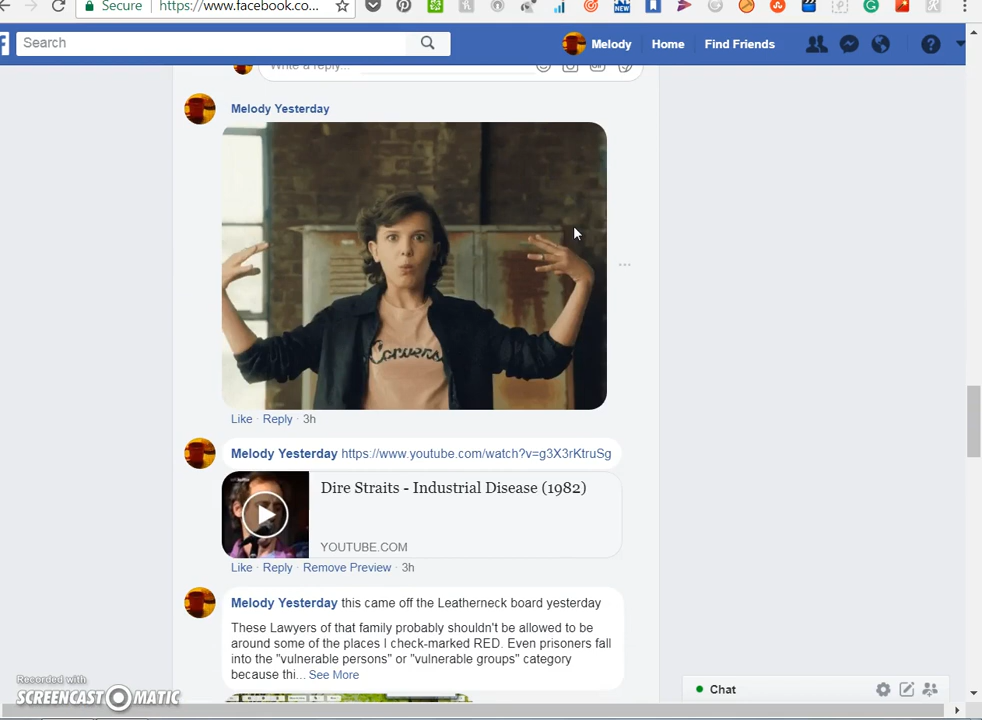 Secure https://www.facebook.co...
Search
Melody Home Find Friends
Write a reply...
Melody Yesterday
Converse
Like · Reply · 3h
Melody Yesterday https://www.youtube.com/watch?v=g3X3rKtruSg
Dire Straits - Industrial Disease (1982)
YOUTUBE.COM
Like · Reply · Remove Preview · 3h
Melody Yesterday this came off the Leatherneck board yesterday
These Lawyers of that family probably shouldn't be allowed to be
around some of the places I check-marked RED. Even prisoners fall
into the "vulnerable persons" or "vulnerable groups" category
because thi... See More
Chat
Recorded with
SCREENCAST MATIC